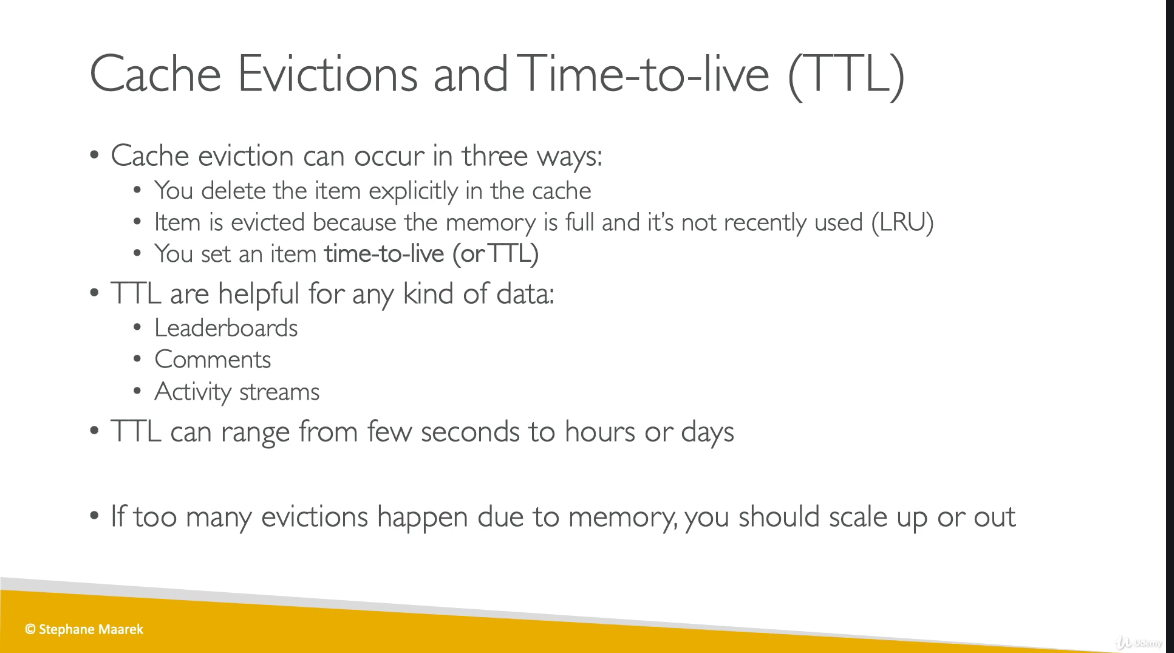 Cache Evictions and Time-to-live (TTL)
• Cache eviction can occur in three ways:
• You delete the item explicitly in the cache
• Item is evicted because the memory is full and it's not recently used (LRU)
• You set an item time-to-live (or TTL)
• TTL are helpful for any kind of data:
• Leaderboards
• Comments
• Activity streams
• TTL can range from few seconds to hours or days
• If too many evictions happen due to memory, you should scale up or out
© Stephane Maarek
Udemy